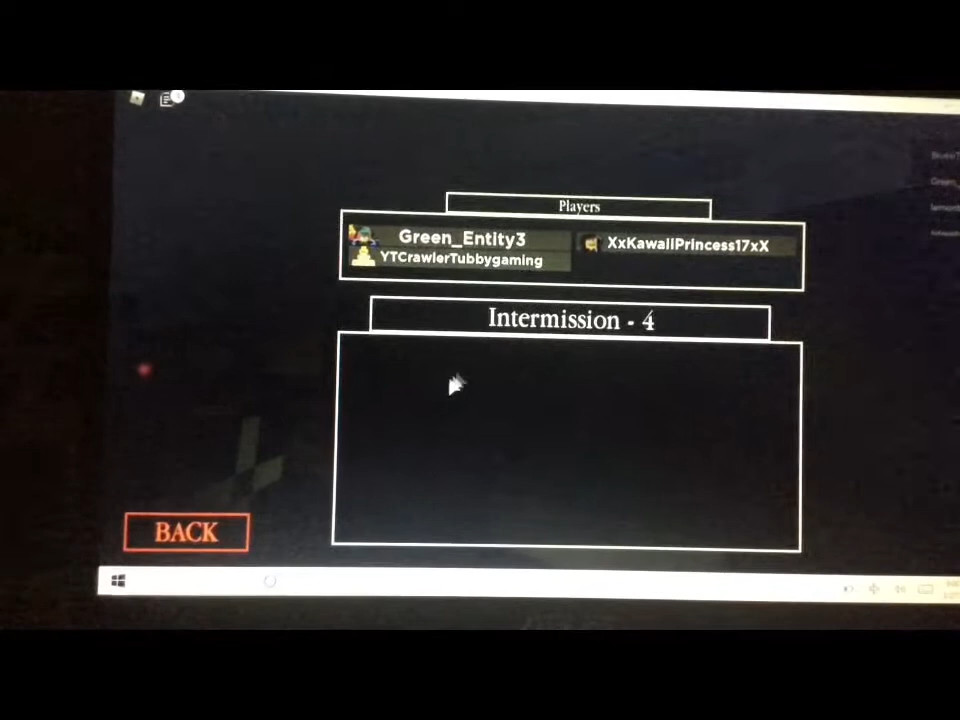 Players
Green_Entity3
XxKawaiiPrincess17xX
YTCrawlerTubbygaming
Intermission - 4
BACK